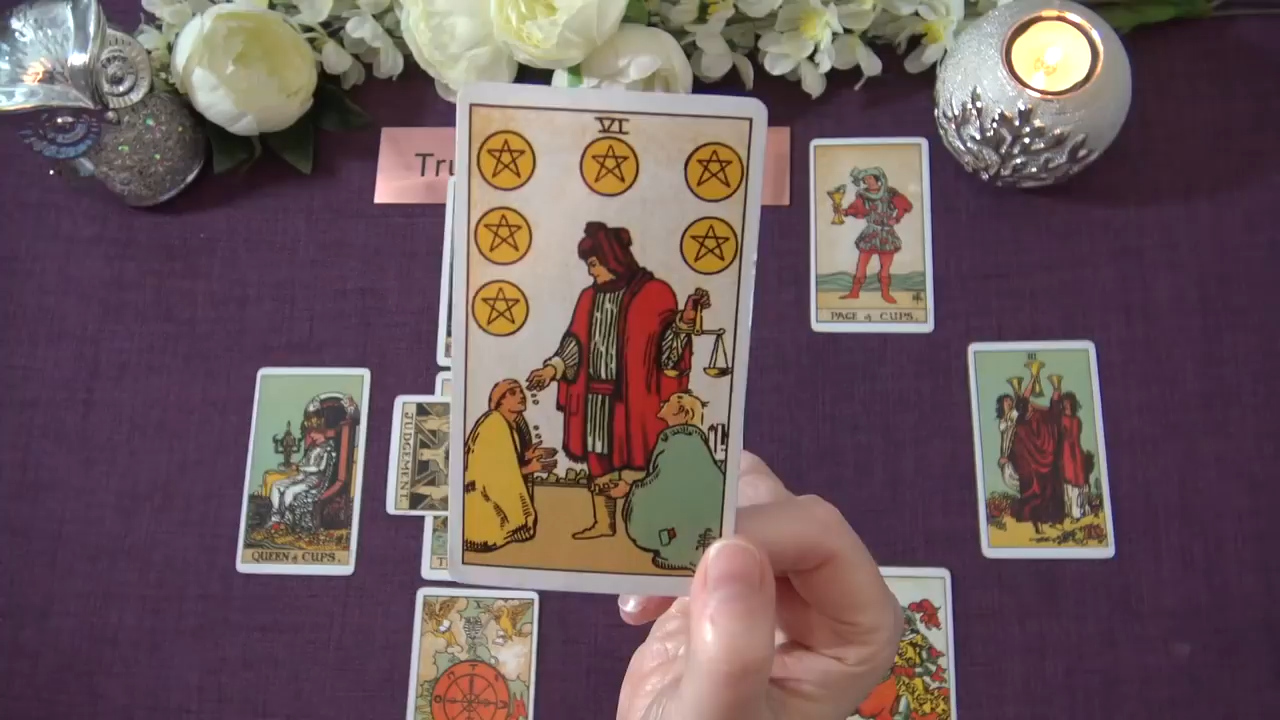 VI
Tru
PAGE of CUPS.
III
JUDGEMENT.
QUEEN of CUPS.
T